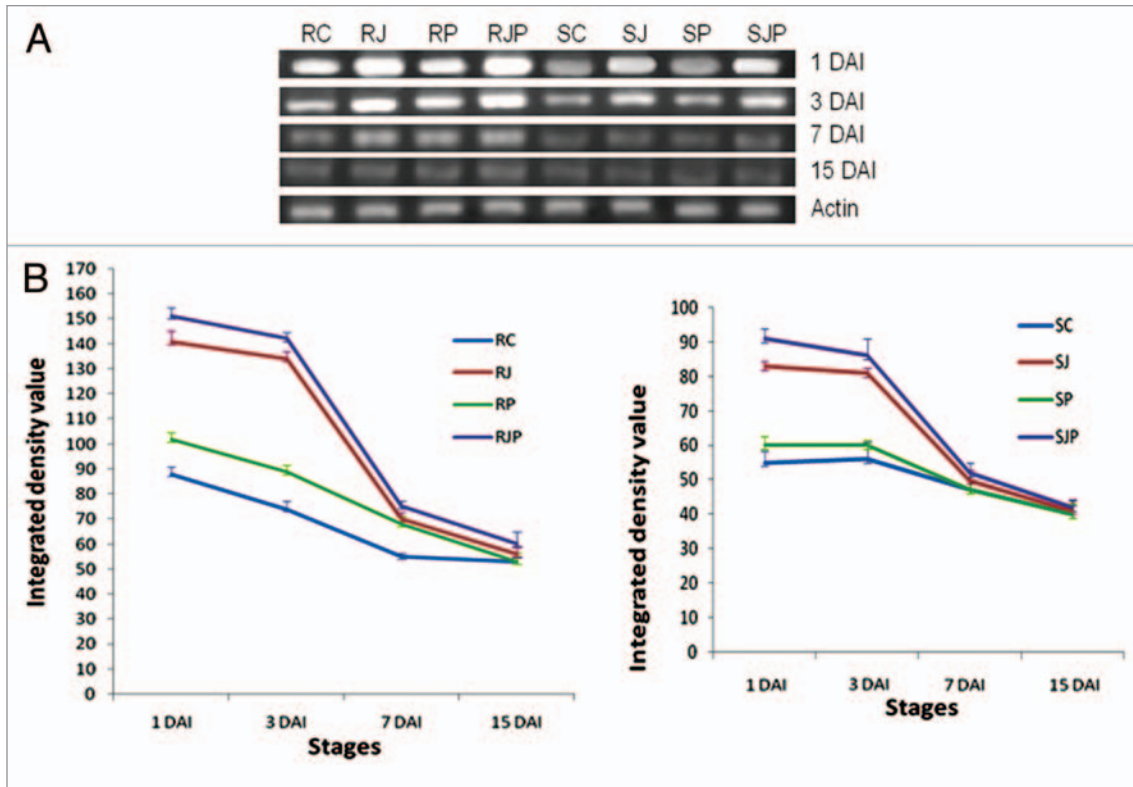 A
RC RJ RP RJP SC SJ SP SJP
1 DAI
3 DAI
7 DAI
15 DAI
Actin
B
Integrated density value
170
160
150
140
130
120
110
100
90
80
70
60
50
40
30
20
10
0
1 DAI 3 DAI 7 DAI 15 DAI
Stages
RC
RJ
RP
RJP
Integrated density value
100
90
80
70
60
50
40
30
20
10
0
1 DAI 3 DAI 7 DAI 15 DAI
Stages
SC
SJ
SP
SJP